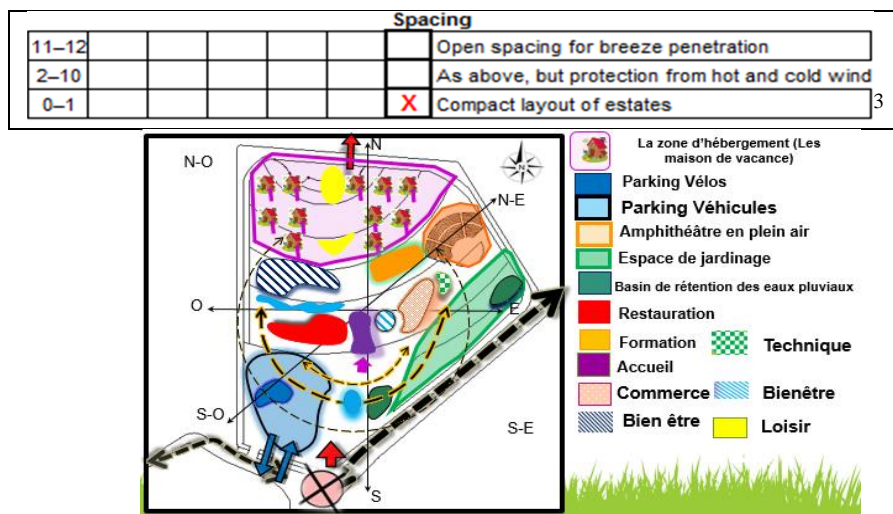 Spacing
11–12 Open spacing for breeze penetration
2–10 As above, but protection from hot and cold wind
0–1 X Compact layout of estates 3
N
N-O
N-E
O
E
S-O
S-E
S
La zone d'hébergement (Les
maison de vacance)
Parking Vélos
Parking Véhicules
Amphithéâtre en plein air
Espace de jardinage
Basin de rétention des eaux pluviaux
Restauration
Formation Technique
Accueil
Commerce Bienêtre
Bien être Loisir